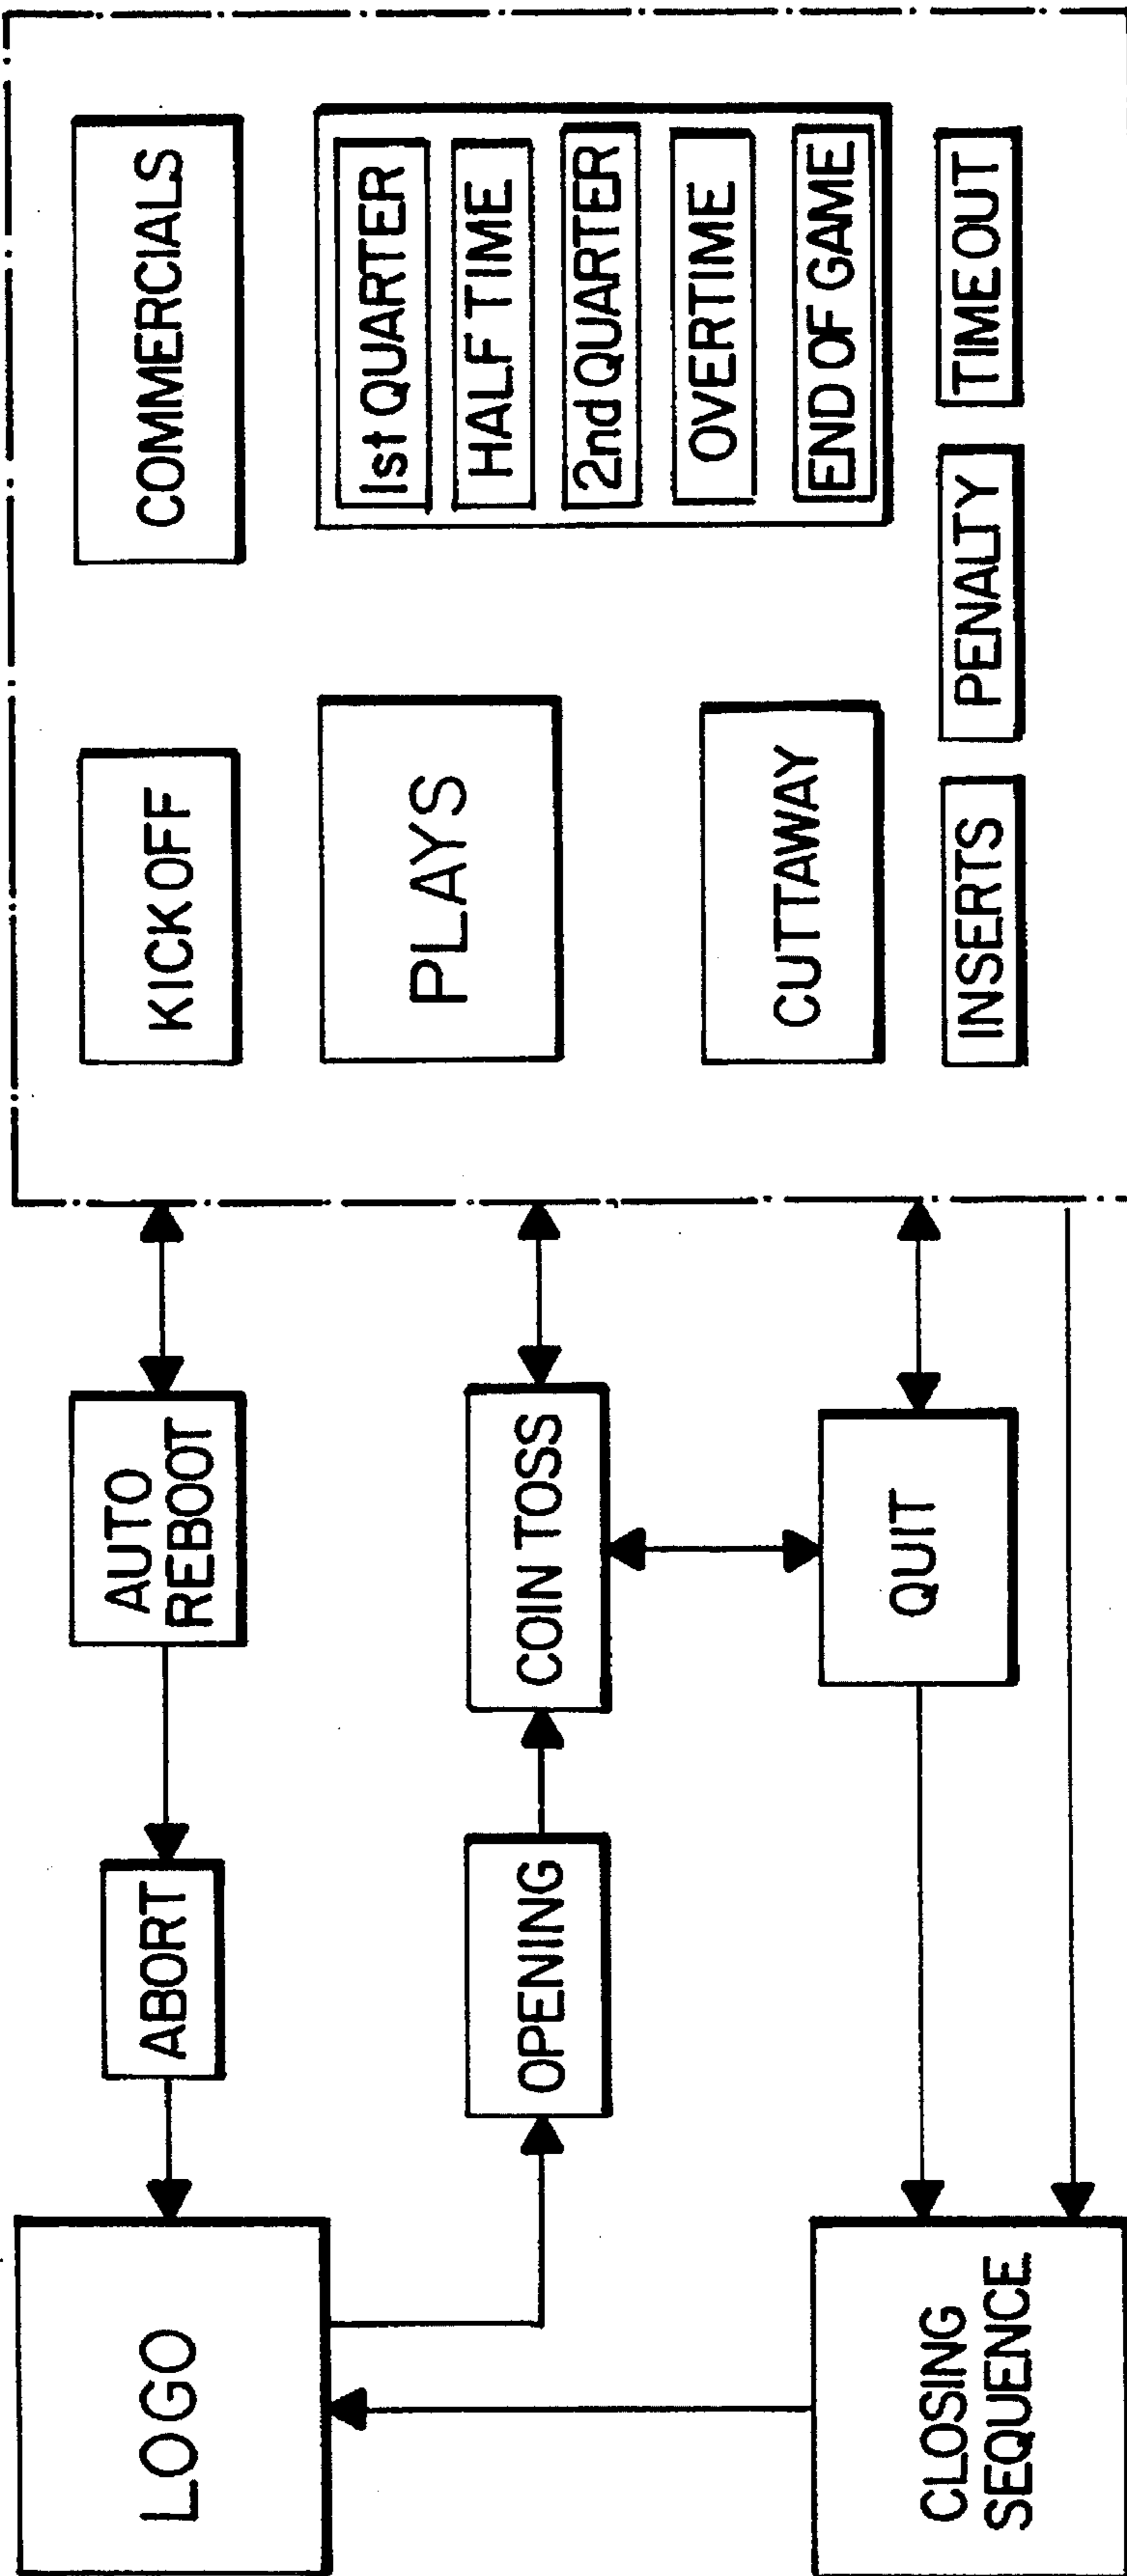 LOGO
ABORT
AUTO
REBOOT
KICK OFF
COMMERCIALS
OPENING
COIN TOSS
PLAYS
1st QUARTER
HALF TIME
2nd QUARTER
OVERTIME
END OF GAME
CLOSING
SEQUENCE
QUIT
CUTTAWAY
INSERTS
PENALTY
TIME OUT